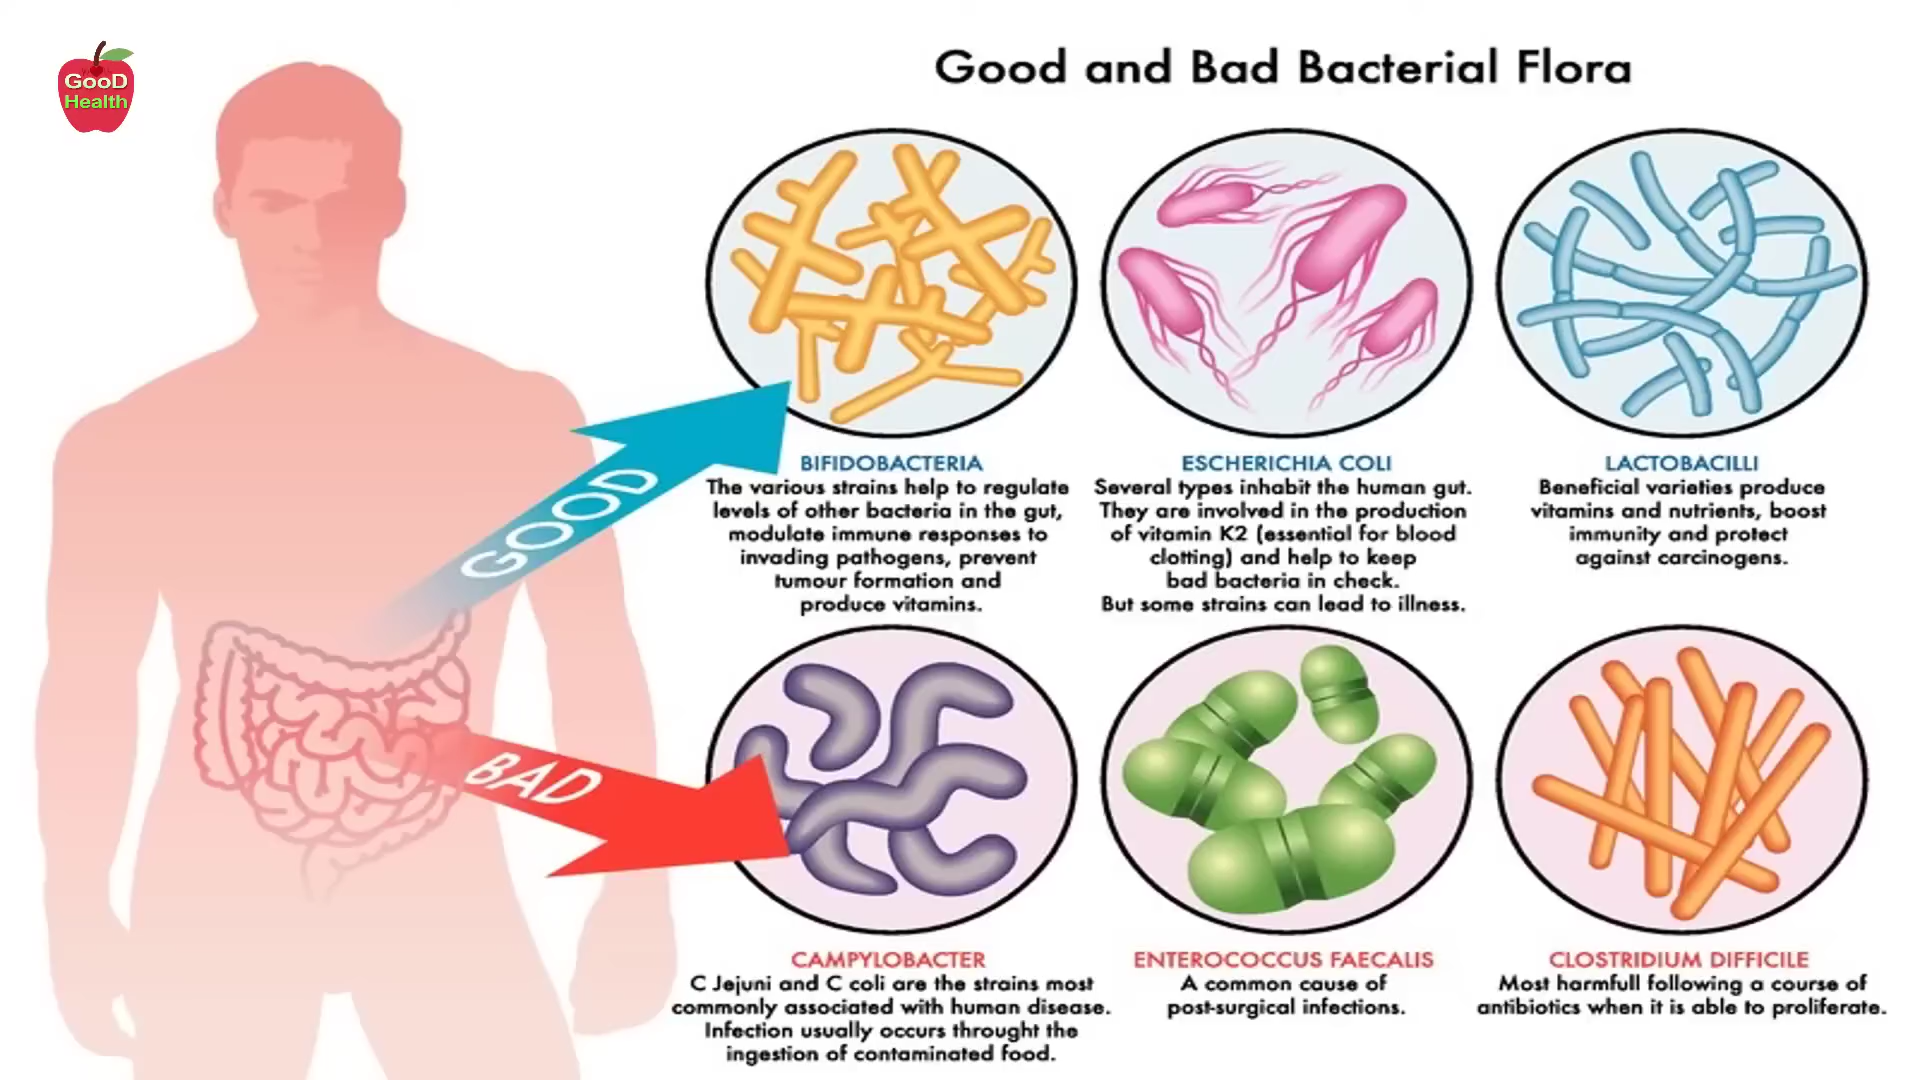 GooD
Health
Good and Bad Bacterial Flora
GOOD
BIFIDOBACTERIA
The various strains help to regulate
levels of other bacteria in the gut,
modulate immune responses to
invading pathogens, prevent
tumour formation and
produce vitamins.
ESCHERICHIA COLI
Several types inhabit the human gut.
They are involved in the production
of vitamin K2 (essential for blood
clotting) and help to keep
bad bacteria in check.
But some strains can lead to illness.
LACTOBACILLI
Beneficial varieties produce
vitamins and nutrients, boost
immunity and protect
against carcinogens.
BAD
CAMPYLOBACTER
C Jejuni and C coli are the strains most
commonly associated with human disease.
Infection usually occurs throught the
ingestion of contaminated food.
ENTEROCOCCUS FAECALIS
A common cause of
post-surgical infections.
CLOSTRIDIUM DIFFICILE
Most harmfull following a course of
antibiotics when it is able to proliferate.